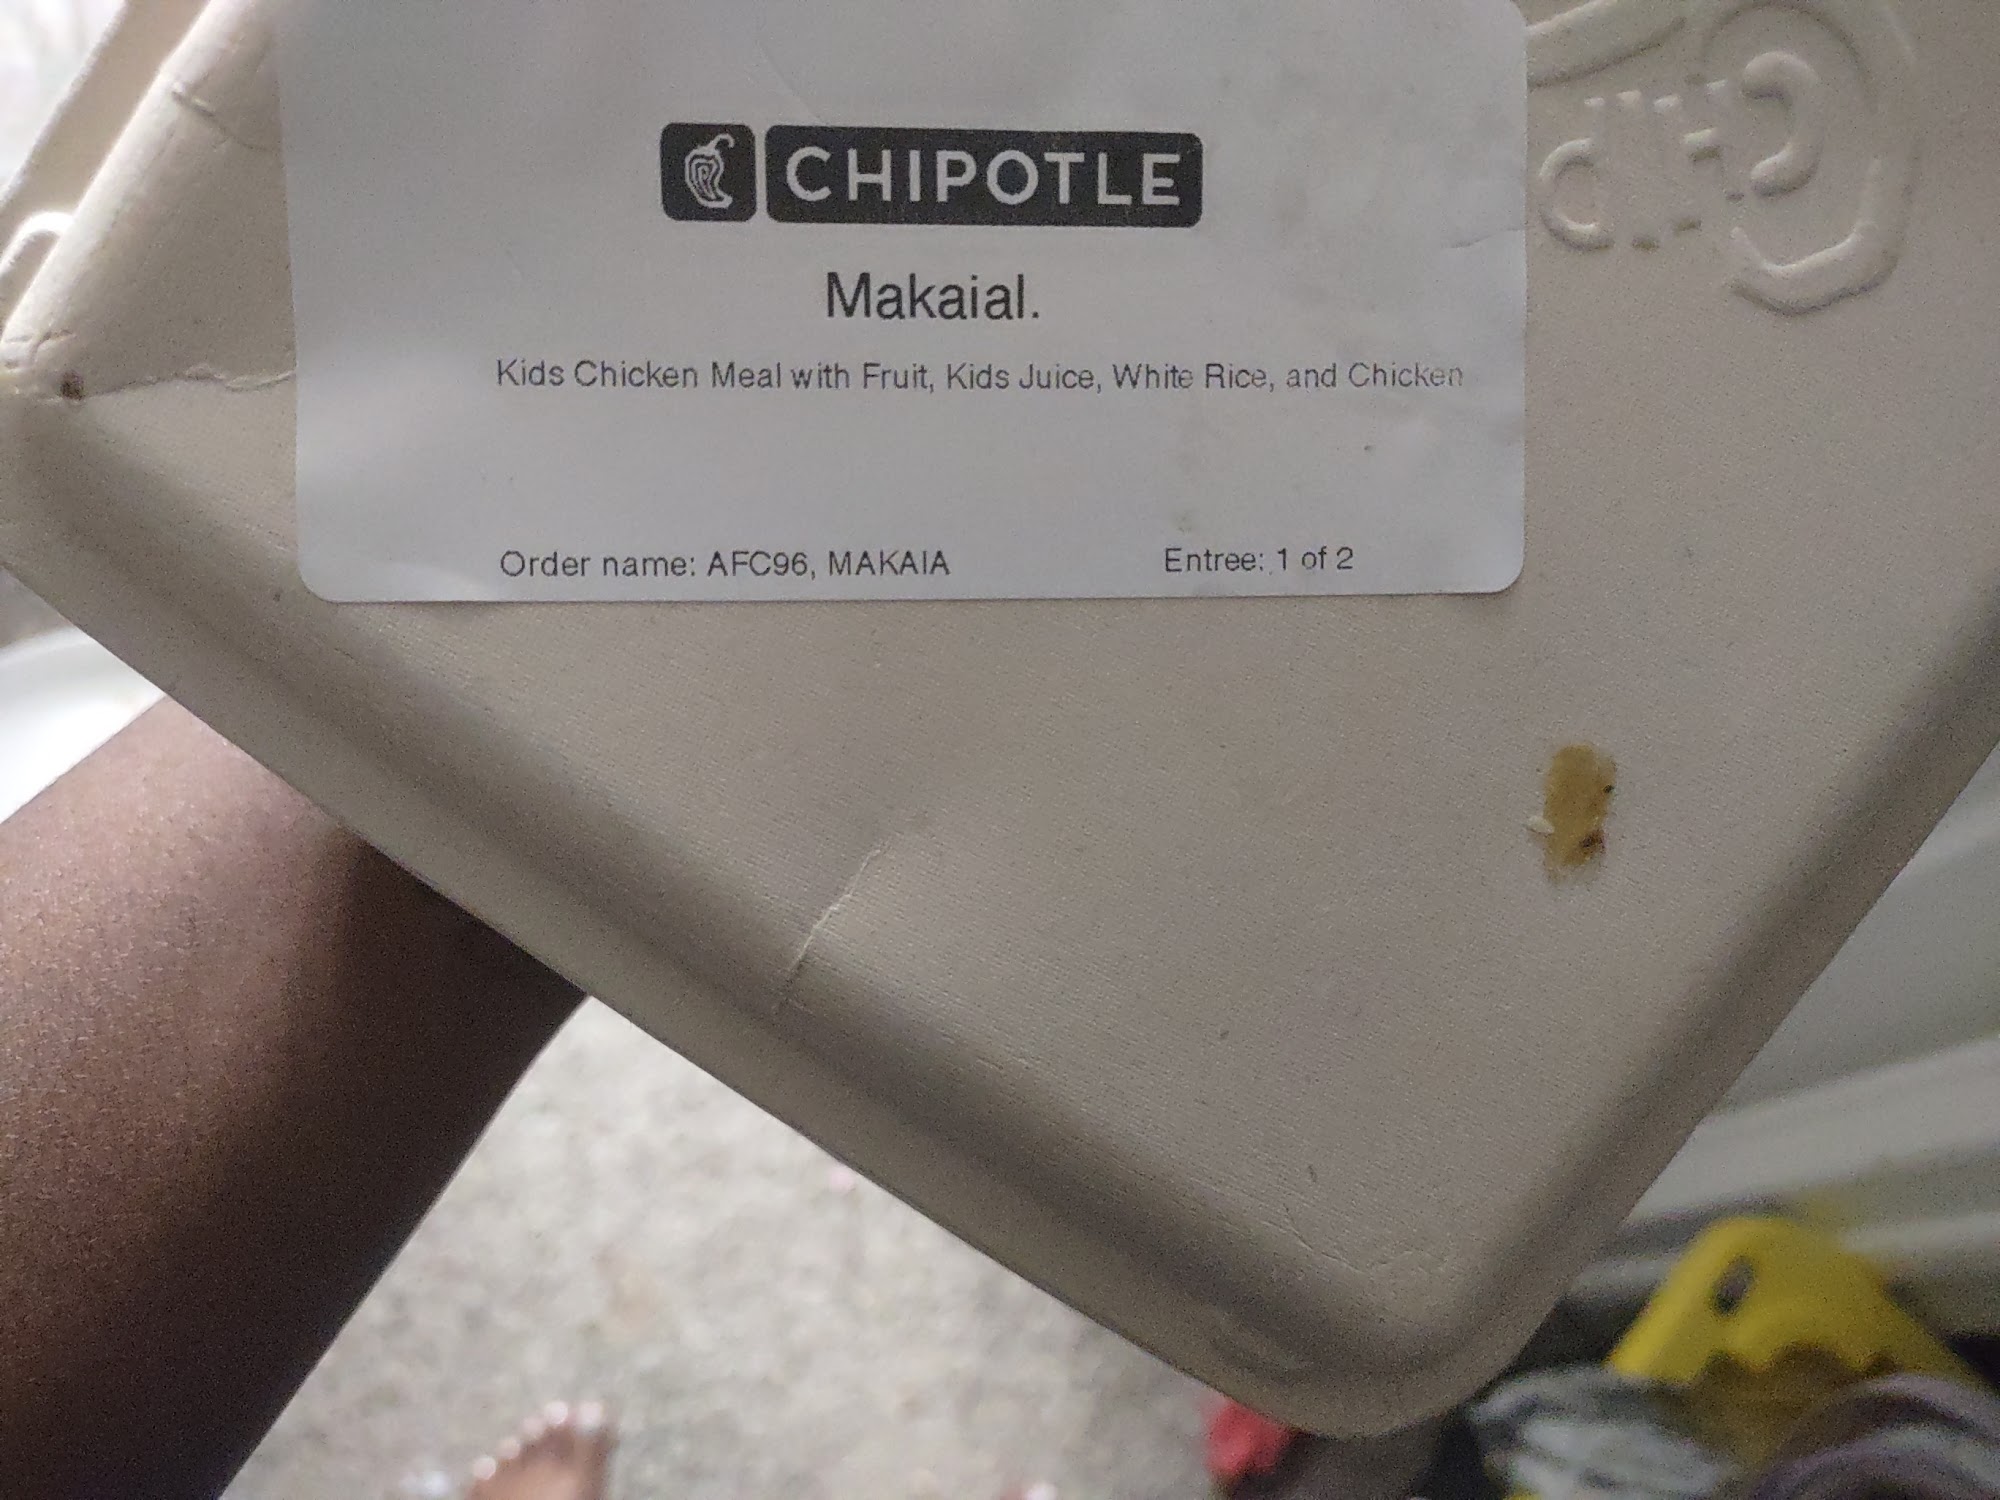 CHIPOTLE
Makaial.
Kids Chicken Meal with Fruit, Kids Juice, White Rice, and Chicken
Order name: AFC96, MAKAIA
Entree: 1 of 2
CHIP